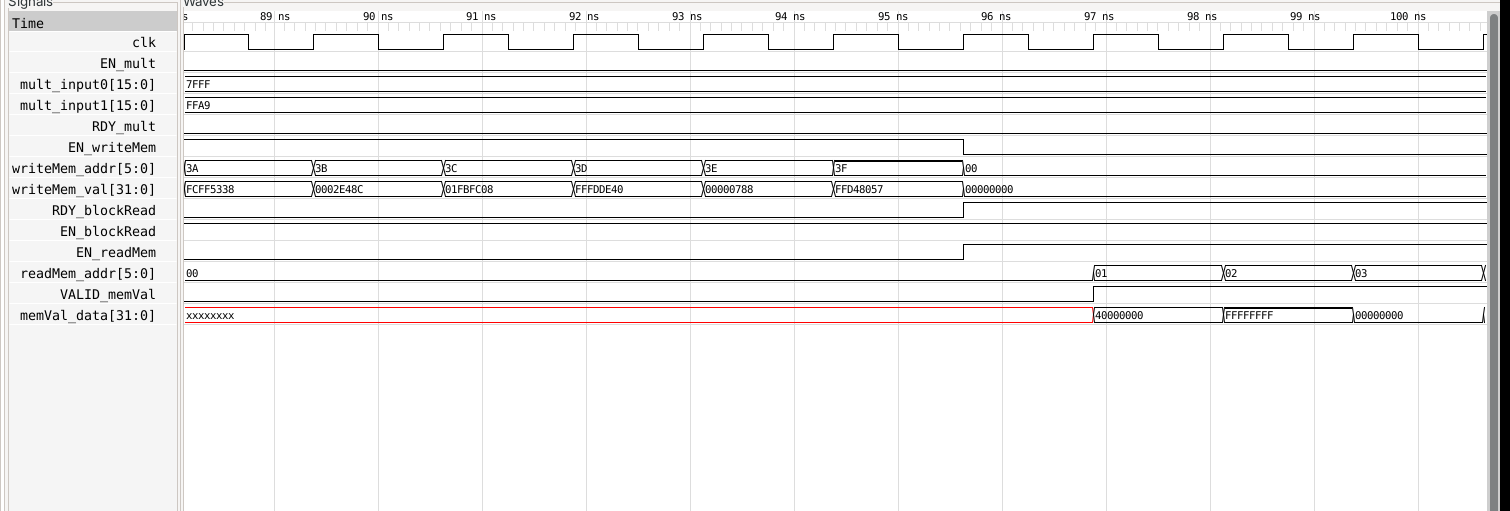 Signals
Waves
Time
s 89 ns 90 ns 91 ns 92 ns 93 ns 94 ns 95 ns 96 ns 97 ns 98 ns 99 ns 100 ns
clk
EN_mult
mult_input0[15:0] 7FFF
mult_input1[15:0] FFA9
RDY_mult
EN_writeMem
writeMem_addr[5:0] 3A 3B 3C 3D 3E 3F 00
writeMem_val[31:0] FCFF5338 0002E48C 01FBFC08 FFFDDE40 00000788 FFD48057 00000000
RDY_blockRead
EN_blockRead
EN_readMem
readMem_addr[5:0] 00 01 02 03
VALID_memVal
memVal_data[31:0] xxxxxxxx 40000000 FFFFFFFF 00000000